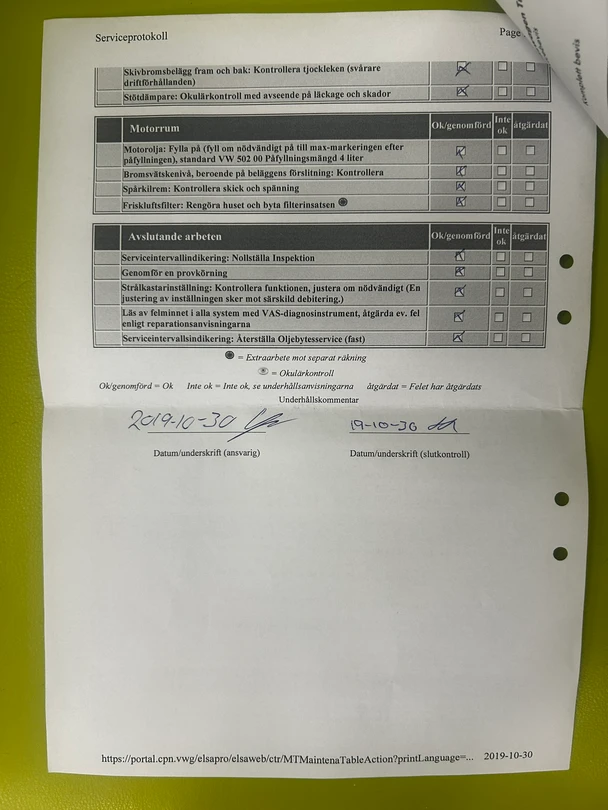 Serviceprotokoll
Page
Komplett bevis
Skivbromsbelägg fram och bak: Kontrollera tjockleken (svårare
driftförhållanden)
Stötdämpare: Okulärkontroll med avseende på läckage och skador
Motorrum Ok/genomförd Inte ok åtgärdat
Motorolja: Fylla på (fyll om nödvändigt på till max-markeringen efter
påfyllningen), standard VW 502 00 Påfyllningsmängd 4 liter
Bromsvätskenivå, beroende på beläggens förslitning: Kontrollera
Spårkilrem: Kontrollera skick och spänning
Friskluftsfilter: Rengöra huset och byta filterinsatsen
Avslutande arbeten Ok/genomförd Inte ok åtgärdat
Serviceintervallindikering: Nollställa Inspektion
Genomför en provkörning
Strålkastarinställning: Kontrollera funktionen, justera om nödvändigt (En
justering av inställningen sker mot särskild debitering.)
Läs av felminnet i alla system med VAS-diagnosinstrument, åtgärda ev. fel
enligt reparationsanvisningarna
Serviceintervallsindikering: Återställa Oljebytesservice (fast)
= Extraarbete mot separat räkning
= Okulärkontroll
Ok/genomförd = Ok Inte ok = Inte ok, se underhållsanvisningarna åtgärdat = Felet har åtgärdats
Underhållskommentar
2019-10-30 19-10-30
Datum/underskrift (ansvarig) Datum/underskrift (slutkontroll)
https://portal.cpn.vwg/elsapro/elsaweb/ctr/MTMaintenaTableAction?printLanguage=... 2019-10-30